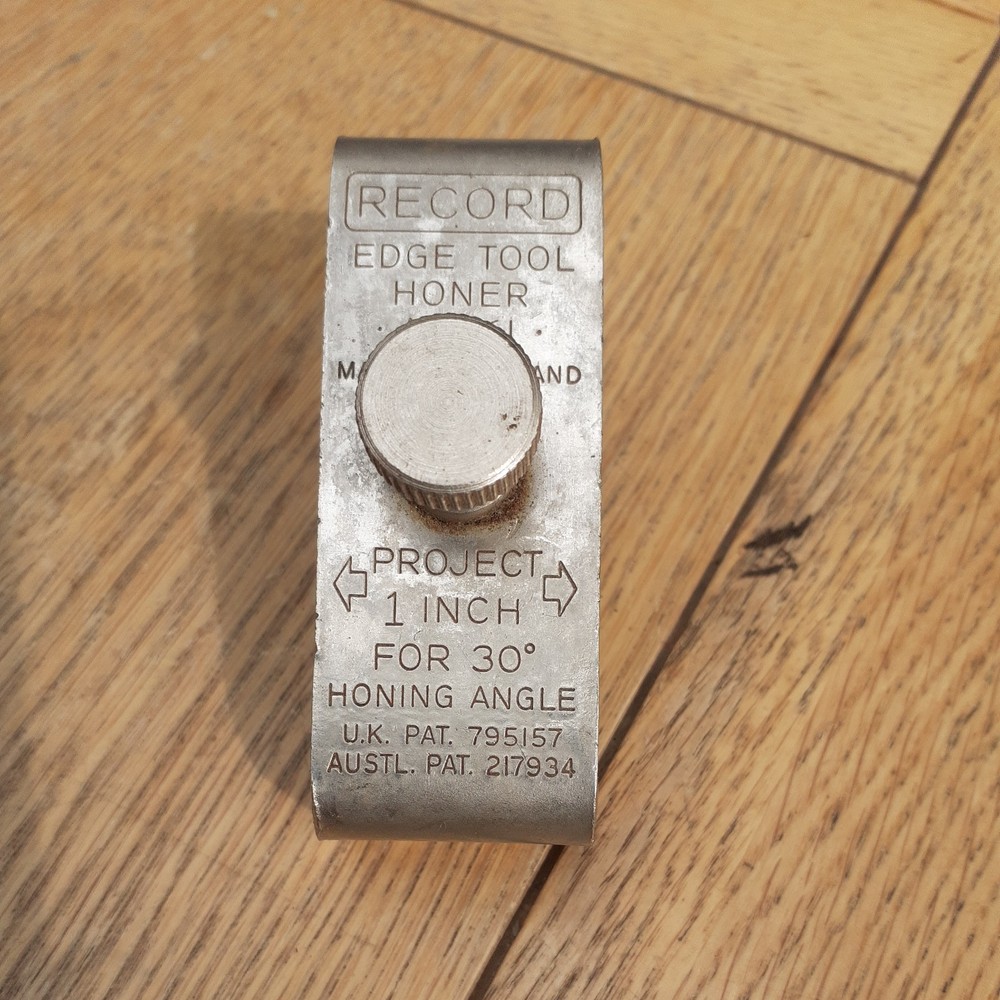 RECORD
EDGE TOOL
HONER
PROJECT
1 INCH
FOR 30°
HONING ANGLE
U.K. PAT. 795157
AUSTL. PAT. 217934